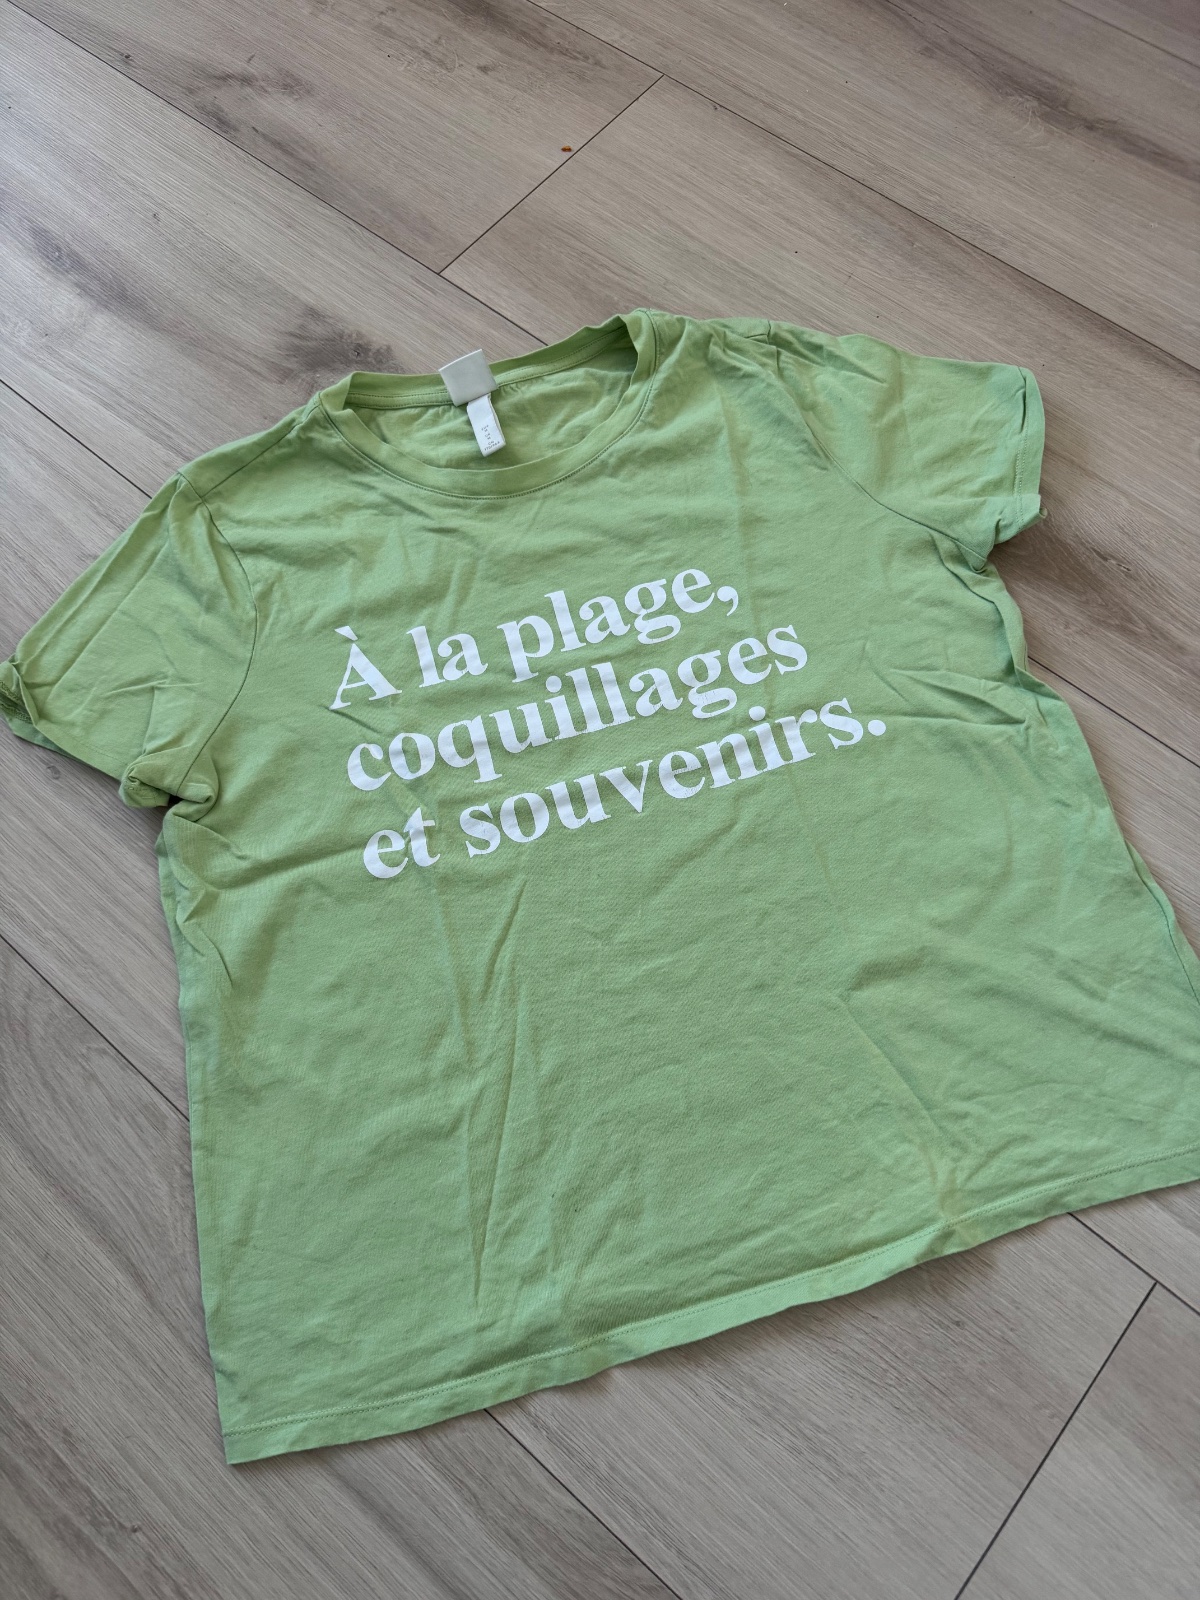 À la plage,
coquillages
et souvenirs.